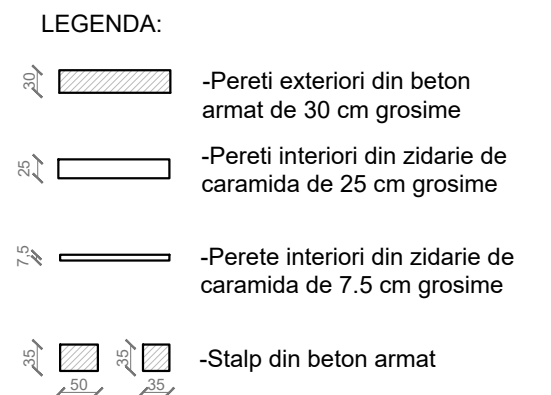 LEGENDA:
30
-Pereti exteriori din beton
armat de 30 cm grosime
25
-Pereti interiori din zidarie de
caramida de 25 cm grosime
7,5
-Perete interiori din zidarie de
caramida de 7.5 cm grosime
35
35
-Stalp din beton armat
50
35